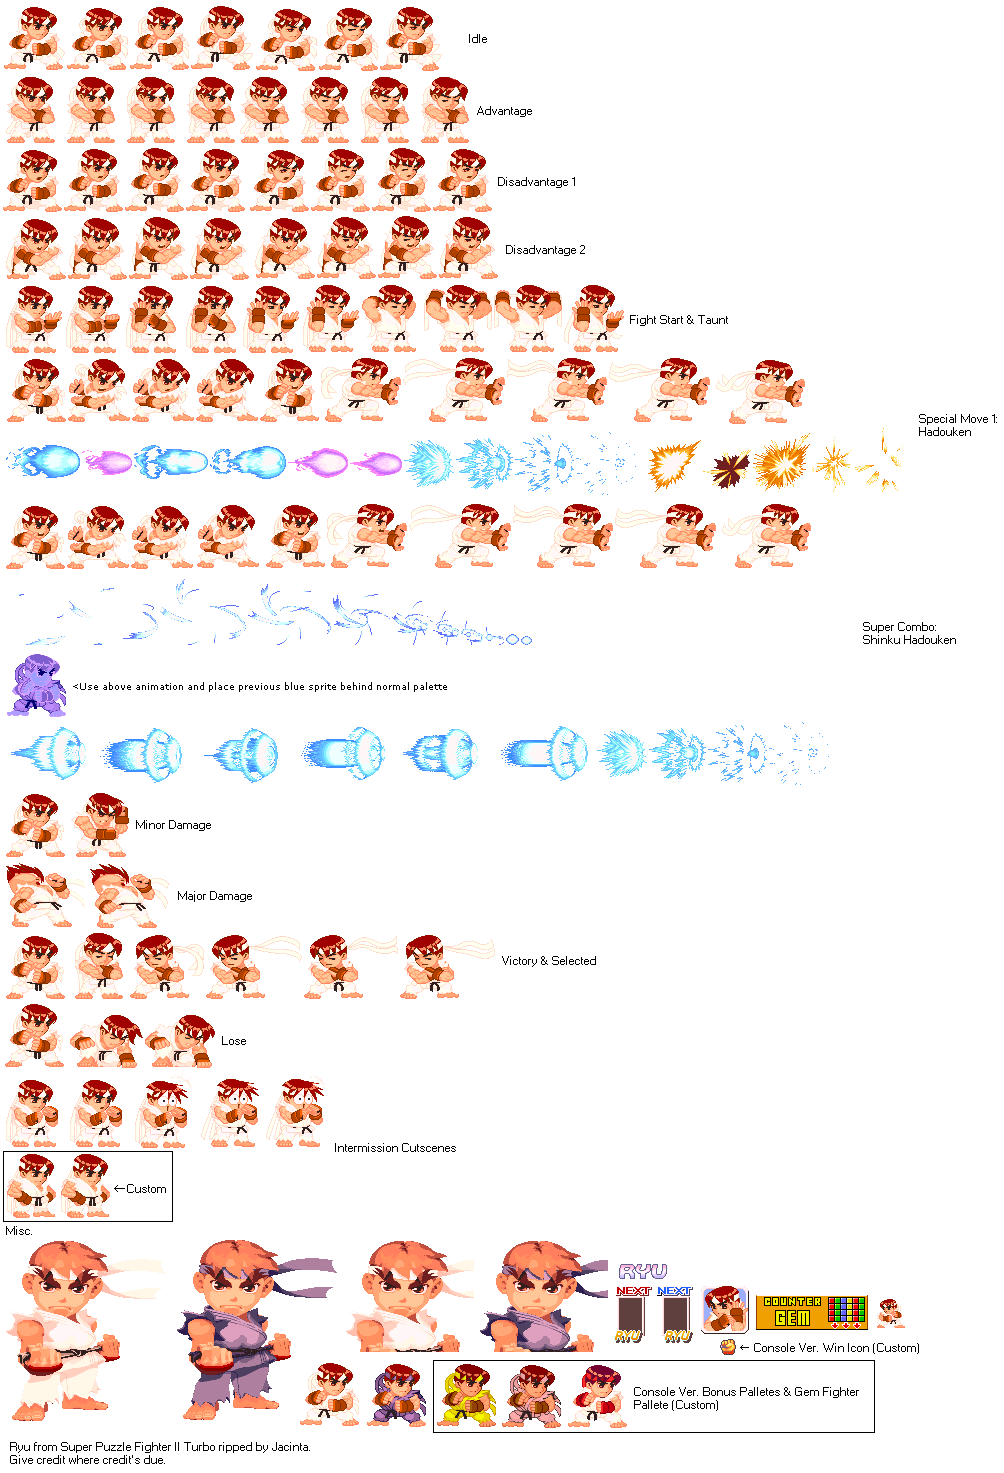 Idle
Advantage
Disadvantage 1
Disadvantage 2
Fight Start & Taunt
Special Move 1:
Hadouken
Super Combo:
Shinku Hadouken
<Use above animation and place previous blue sprite behind normal palette
Minor Damage
Major Damage
Victory & Selected
Lose
Intermission Cutscenes
←Custom
Misc.
RYU
NEXT NEXT
RYU RYU
COUNTER
GEM
← Console Ver. Win Icon (Custom)
Console Ver. Bonus Palletes & Gem Fighter
Pallete (Custom)
Ryu from Super Puzzle Fighter II Turbo ripped by Jacinta.
Give credit where credit's due.